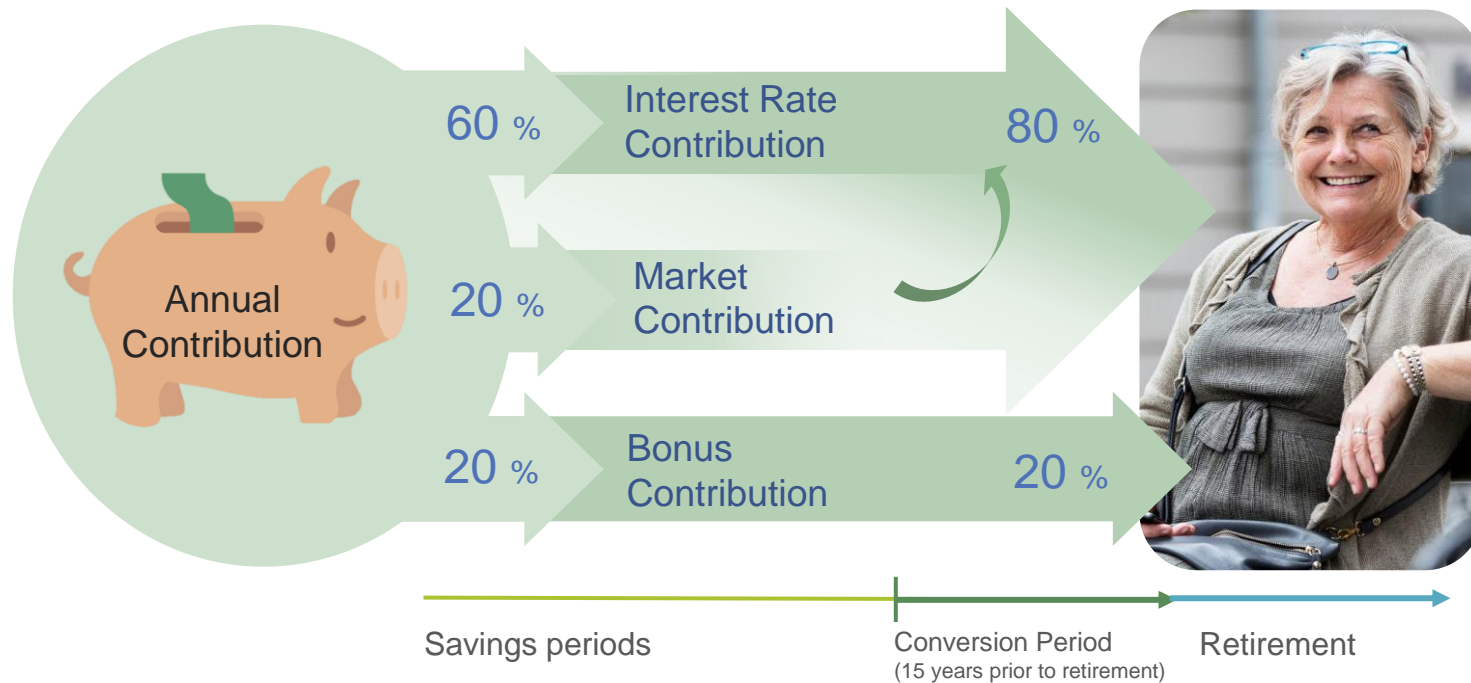 60 %
Interest Rate
Contribution
80 %
Annual
Contribution
20 %
Market
Contribution
20 %
Bonus
Contribution
20 %
Savings periods
Conversion Period
(15 years prior to retirement)
Retirement